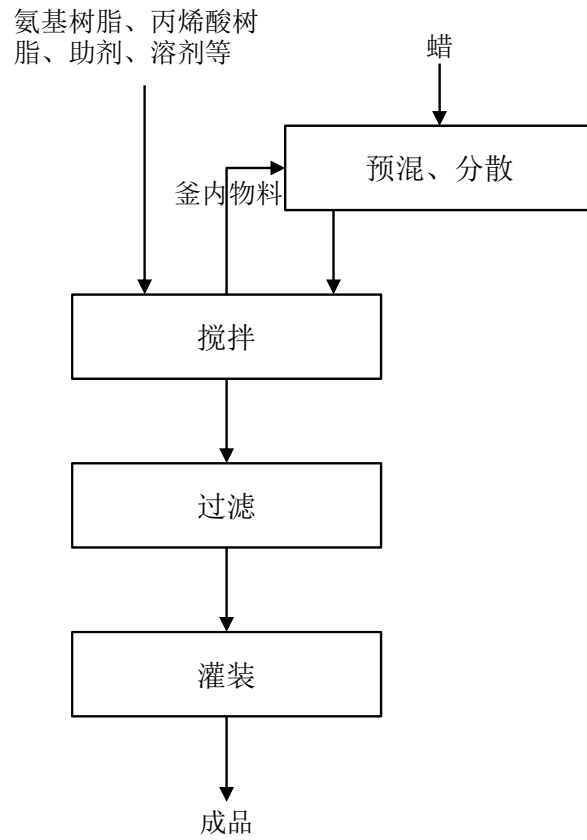 氨基树脂、丙烯酸树
脂、助剂、溶剂等
蜡
预混、分散
釜内物料
搅拌
过滤
灌装
成品